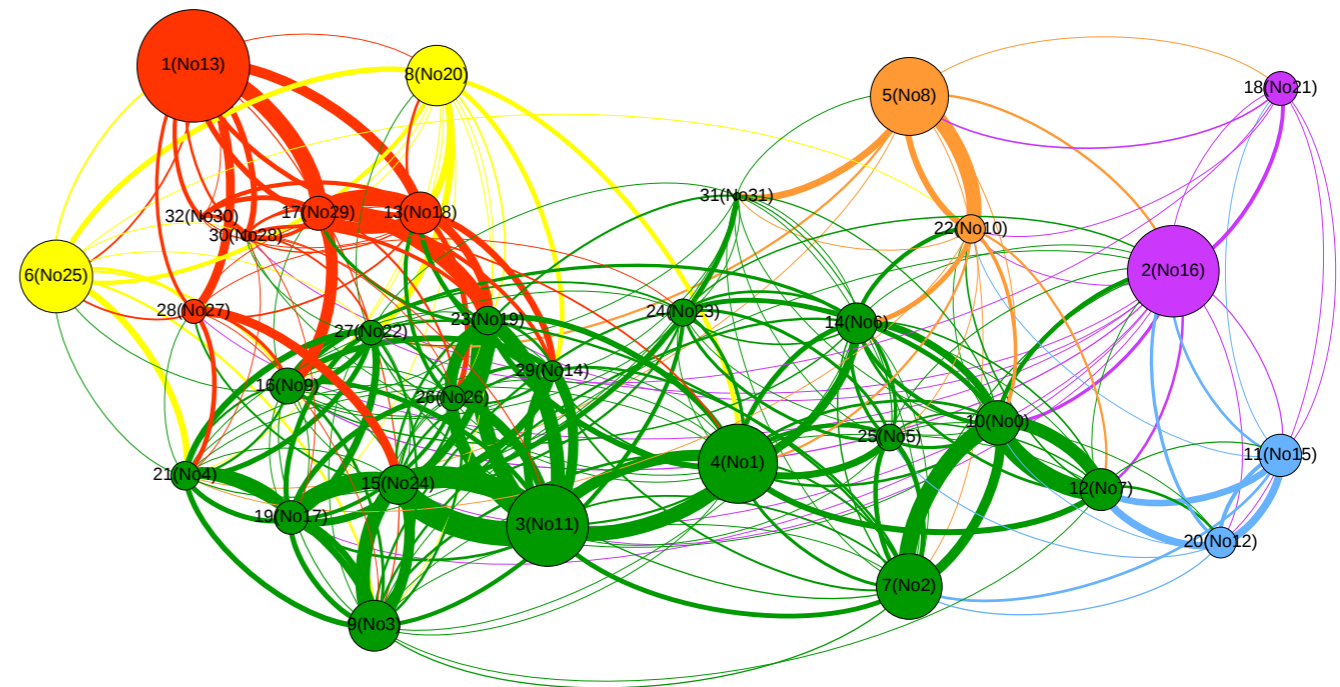 1(No13)
8(No20)
5(No8)
18(No21)
31(No31)
32(No30)
17(No29)
13(No18)
30(No28)
22(No10)
6(No25)
2(No16)
28(No27)
27(No22)
23(No19)
24(No23)
14(No6)
29(No14)
16(No9)
26(No26)
10(No0)
25(No5)
4(No1)
11(No15)
21(No4)
15(No24)
12(No7)
19(No17)
3(No11)
20(No12)
7(No2)
9(No3)